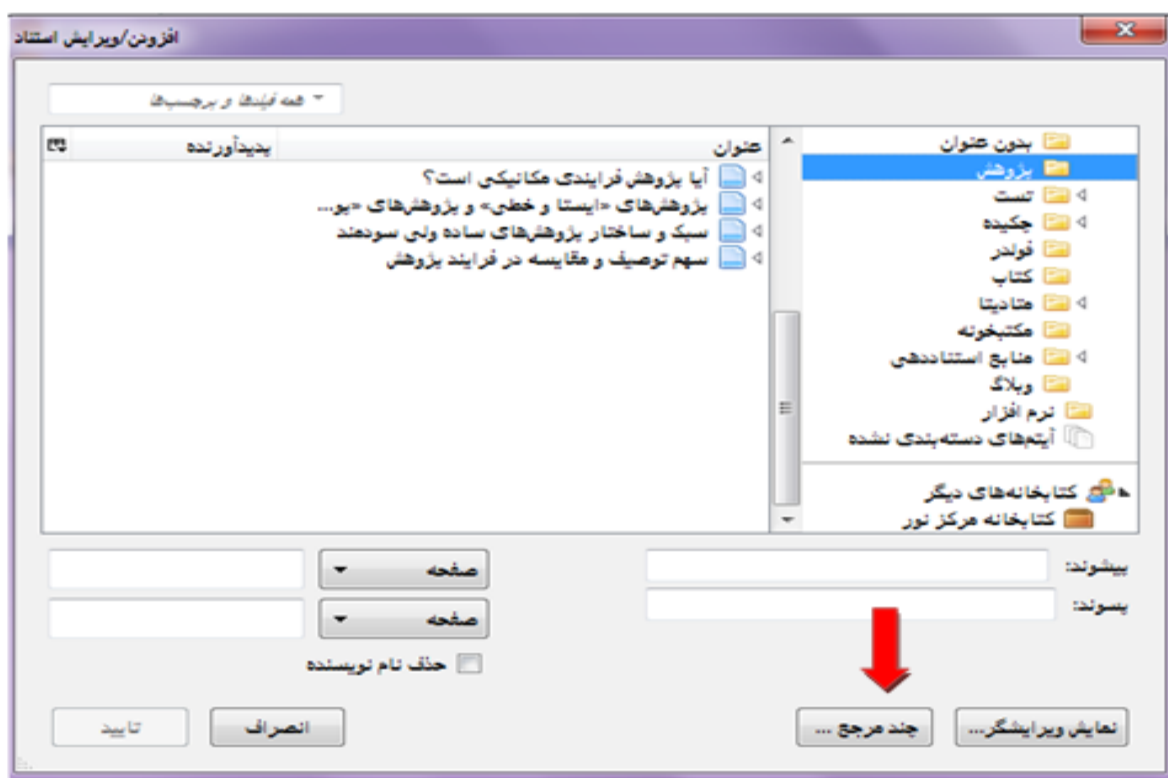 افزودن/ویرایش استناد
همه فیلدها و برچسب‌ها
بدون عنوان
پژوهش
تست
چکیده
فولدر
کتاب
متادیتا
مکتبخونه
منابع استناددهی
وبلاگ
نرم افزار
آیتم‌های دسته‌بندی نشده
کتابخانه‌های دیگر
کتابخانه مرکز نور
عنوان پدیدآورنده
آیا پژوهش فرایندی مکانیکی است؟
پژوهش‌های «ایستا و خطی» و پژوهش‌های «پو...
سبک و ساختار پژوهش‌های ساده ولی سودمند
سهم توصیف و مقایسه در فرایند پژوهش
پیشوند: صفحه
پسوند: صفحه
حذف نام نویسنده
نمایش ویرایشگر... چند مرجع ... انصراف تایید